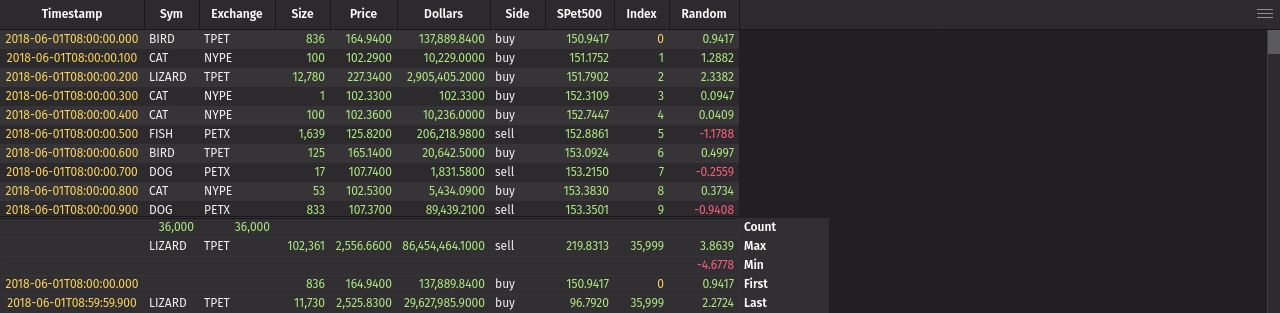 Timestamp Sym Exchange Size Price Dollars Side SPet500 Index Random
2018-06-01T08:00:00.000 BIRD TPET 836 164.9400 137,889.8400 buy 150.9417 0 0.9417
2018-06-01T08:00:00.100 CAT NYPE 100 102.2900 10,229.0000 buy 151.1752 1 1.2882
2018-06-01T08:00:00.200 LIZARD TPET 12,780 227.3400 2,905,405.2000 buy 151.7902 2 2.3382
2018-06-01T08:00:00.300 CAT NYPE 1 102.3300 102.3300 buy 152.3109 3 0.0947
2018-06-01T08:00:00.400 CAT NYPE 100 102.3600 10,236.0000 buy 152.7447 4 0.0409
2018-06-01T08:00:00.500 FISH PETX 1,639 125.8200 206,218.9800 sell 152.8861 5 -1.1788
2018-06-01T08:00:00.600 BIRD TPET 125 165.1400 20,642.5000 buy 153.0924 6 0.4997
2018-06-01T08:00:00.700 DOG PETX 17 107.7400 1,831.5800 sell 153.2150 7 -0.2559
2018-06-01T08:00:00.800 CAT NYPE 53 102.5300 5,434.0900 buy 153.3830 8 0.3734
2018-06-01T08:00:00.900 DOG PETX 833 107.3700 89,439.2100 sell 153.3501 9 -0.9408
36,000 36,000 Count
LIZARD TPET 102,361 2,556.6600 86,454,464.1000 sell 219.8313 35,999 3.8639 Max
-4.6778 Min
2018-06-01T08:00:00.000 836 164.9400 137,889.8400 buy 150.9417 0 0.9417 First
2018-06-01T08:59:59.900 LIZARD TPET 11,730 2,525.8300 29,627,985.9000 buy 96.7920 35,999 2.2724 Last